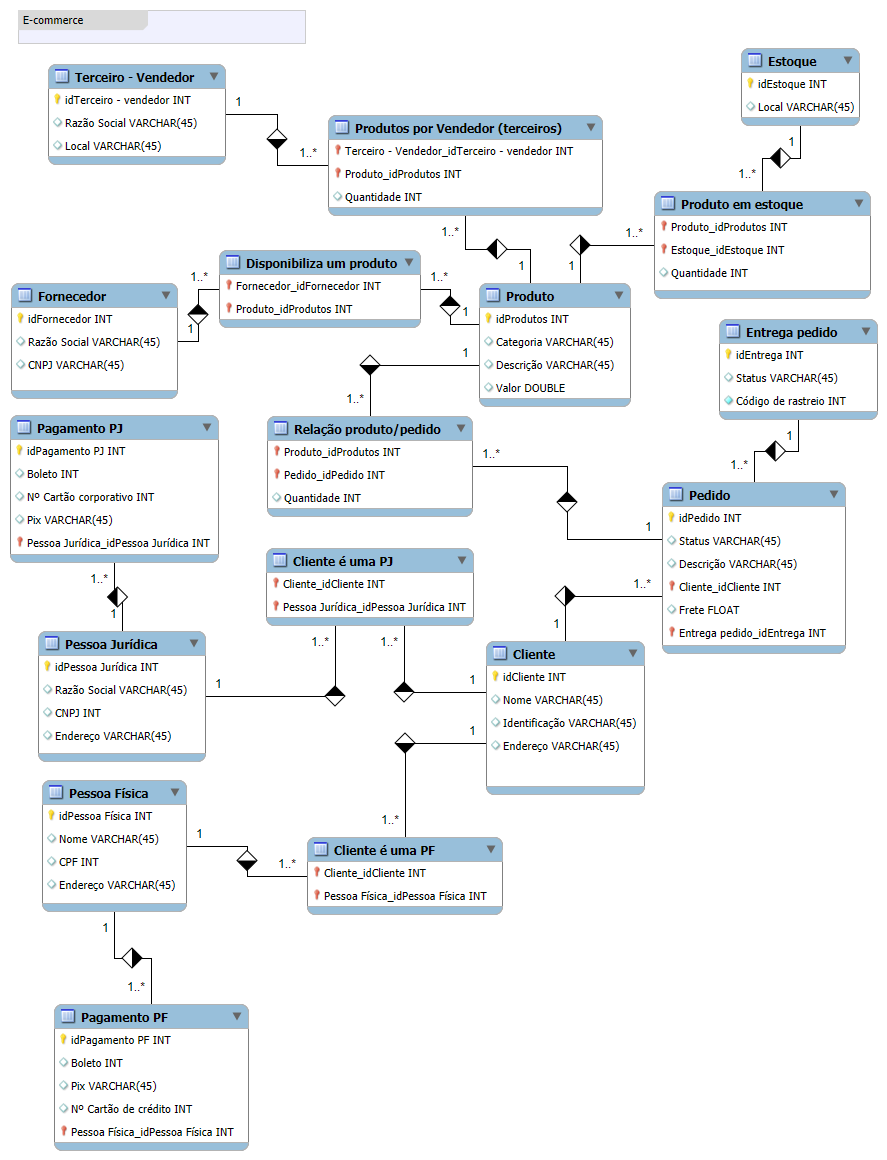 E-commerce
Terceiro - Vendedor
idTerceiro - vendedor INT
Razão Social VARCHAR(45)
Local VARCHAR(45)
1
1..*
Produtos por Vendedor (terceiros)
Terceiro - Vendedor_idTerceiro - vendedor INT
Produto_idProdutos INT
Quantidade INT
Estoque
idEstoque INT
Local VARCHAR(45)
1
1..*
Produto em estoque
Produto_idProdutos INT
Estoque_idEstoque INT
Quantidade INT
1..*
1
1..*
1
Disponibiliza um produto
Fornecedor_idFornecedor INT
Produto_idProdutos INT
1..*
1
1..*
1
Fornecedor
idFornecedor INT
Razão Social VARCHAR(45)
CNPJ VARCHAR(45)
Produto
idProdutos INT
Categoria VARCHAR(45)
Descrição VARCHAR(45)
Valor DOUBLE
1
1..*
Entrega pedido
idEntrega INT
Status VARCHAR(45)
Código de rastreio INT
1
1..*
Pagamento PJ
idPagamento PJ INT
Boleto INT
Nº Cartão corporativo INT
Pix VARCHAR(45)
Pessoa Jurídica_idPessoa Jurídica INT
Relação produto/pedido
Produto_idProdutos INT
Pedido_idPedido INT
Quantidade INT
1..*
1
Pedido
idPedido INT
Status VARCHAR(45)
Descrição VARCHAR(45)
Cliente_idCliente INT
Frete FLOAT
Entrega pedido_idEntrega INT
1..*
1
Cliente é uma PJ
Cliente_idCliente INT
Pessoa Jurídica_idPessoa Jurídica INT
1..*
1
1..*
1..*
Pessoa Jurídica
idPessoa Jurídica INT
Razão Social VARCHAR(45)
CNPJ INT
Endereço VARCHAR(45)
1
1
Cliente
idCliente INT
Nome VARCHAR(45)
Identificação VARCHAR(45)
Endereço VARCHAR(45)
1
1..*
Pessoa Física
idPessoa Física INT
Nome VARCHAR(45)
CPF INT
Endereço VARCHAR(45)
1
1..*
Cliente é uma PF
Cliente_idCliente INT
Pessoa Física_idPessoa Física INT
1
1..*
Pagamento PF
idPagamento PF INT
Boleto INT
Pix VARCHAR(45)
Nº Cartão de crédito INT
Pessoa Física_idPessoa Física INT